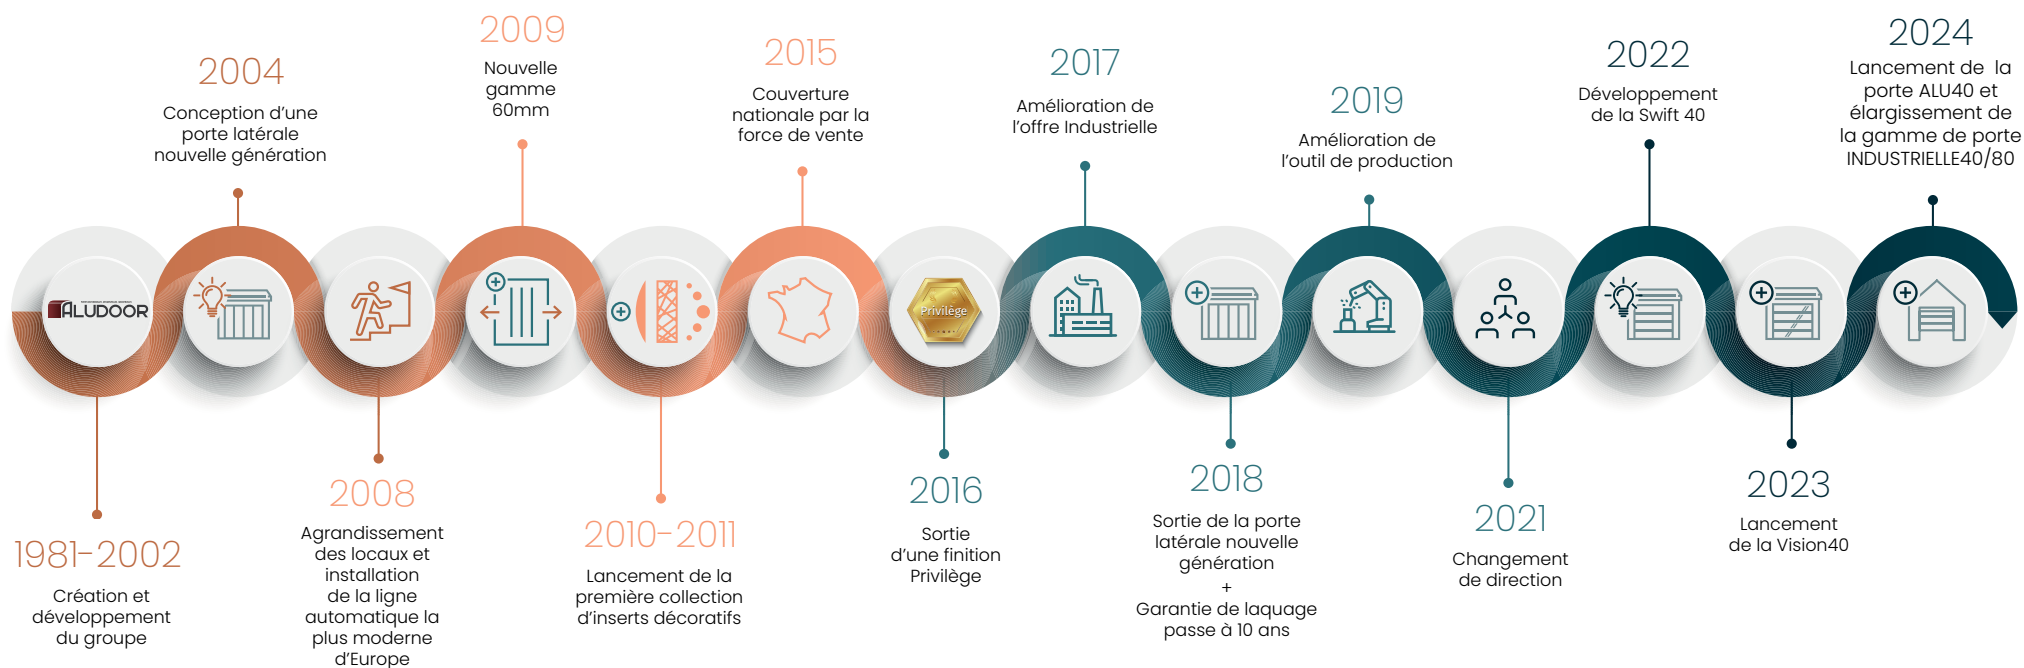 1981-2002
Création et
développement
du groupe
ALUDOOR
2004
Conception d’une
porte latérale
nouvelle génération
2008
Agrandissement
des locaux et
installation
de la ligne
automatique la
plus moderne
d’Europe
2009
Nouvelle
gamme
60mm
2010-2011
Lancement de la
première collection
d’inserts décoratifs
2015
Couverture
nationale par la
force de vente
Privilège
2016
Sortie
d’une finition
Privilège
2017
Amélioration de
l’offre Industrielle
2018
Sortie de la porte
latérale nouvelle
génération
+
Garantie de laquage
passe à 10 ans
2019
Amélioration de
l’outil de production
2021
Changement
de direction
2022
Développement
de la Swift 40
2023
Lancement
de la Vision40
2024
Lancement de la
porte ALU40 et
élargissement de
la gamme de porte
INDUSTRIELLE40/80